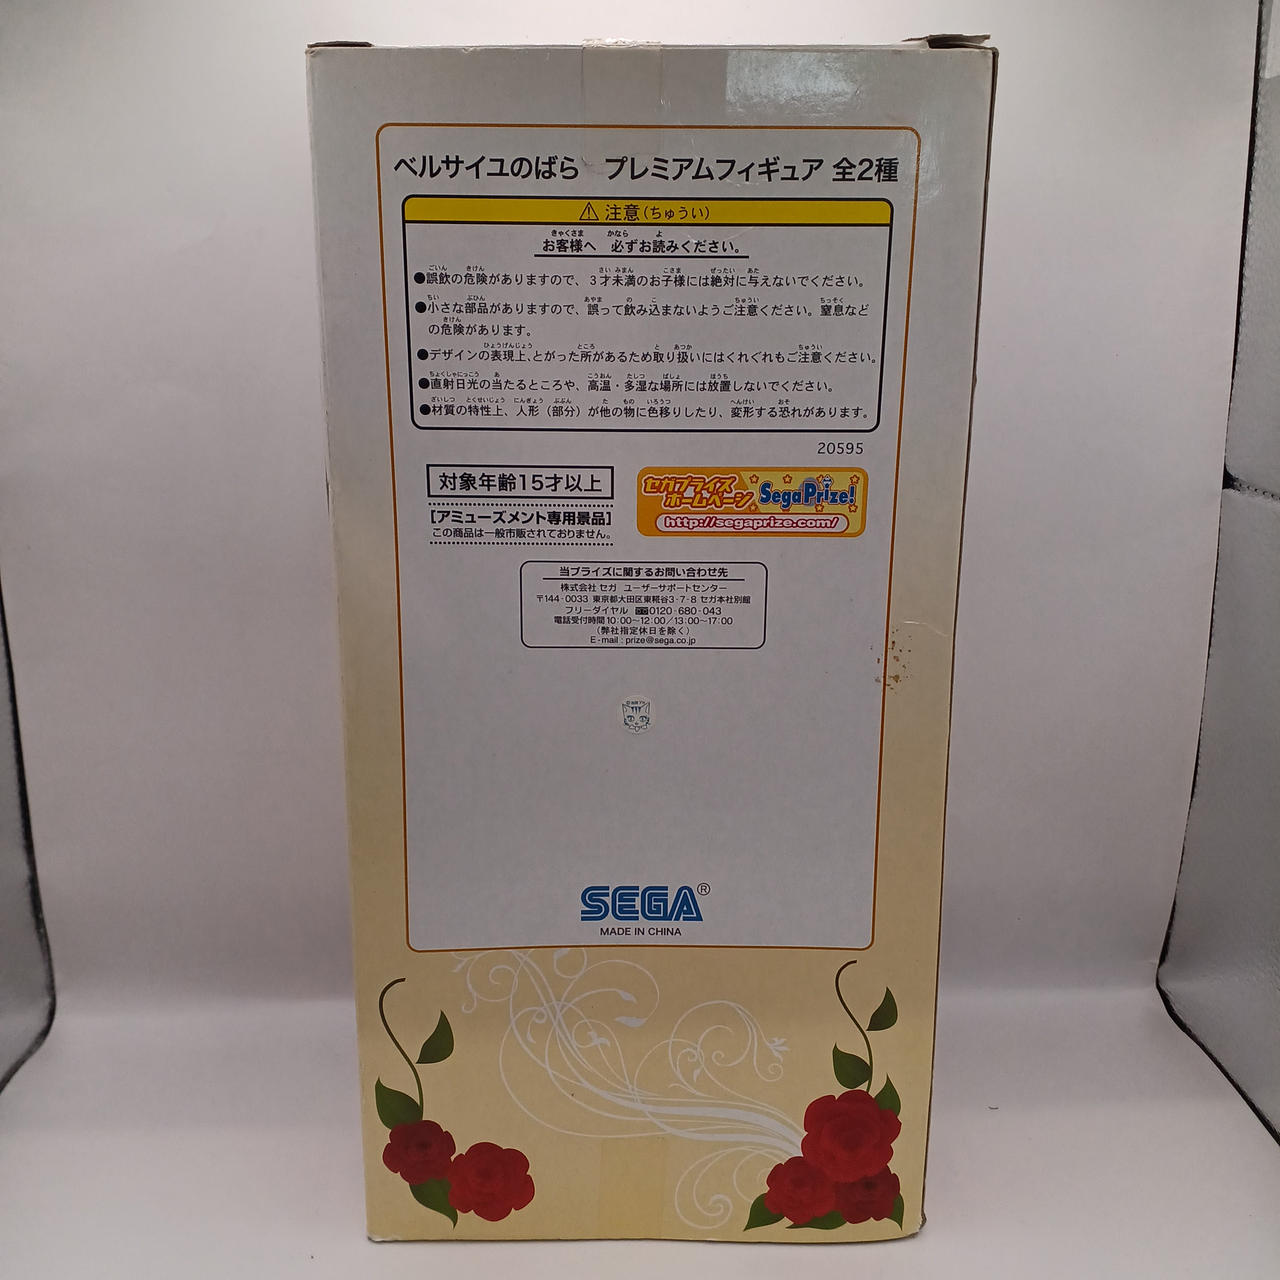 ベルサイユのばら　プレミアムフィギュア 全2種
⚠ 注意(ちゅうい)
お客様へ　必ずお読みください。
●誤飲の危険がありますので、３才未満のお子様には絶対に与えないでください。
●小さな部品がありますので、誤って飲み込まないようご注意ください。窒息など
の危険があります。
●デザインの表現上、とがった所があるため取り扱いにはくれぐれもご注意ください。
●直射日光の当たるところや、高温・多湿な場所には放置しないでください。
●材質の特性上、人形（部分）が他の物に色移りしたり、変形する恐れがあります。
20595
対象年齢15才以上
[アミューズメント専用景品]
この商品は一般市販されておりません。
セガプライズ
ホームページ
Sega Prize!
http://segaprize.com/
当プライズに関するお問い合わせ先
株式会社 セガ　ユーザーサポートセンター
〒144-0033 東京都大田区東糀谷3-7-8 セガ本社別館
フリーダイヤル 0120-680-043
電話受付時間 10:00〜12:00／13:00〜17:00
（弊社指定休日を除く）
E-mail : prize@sega.co.jp
SEGA®
MADE IN CHINA